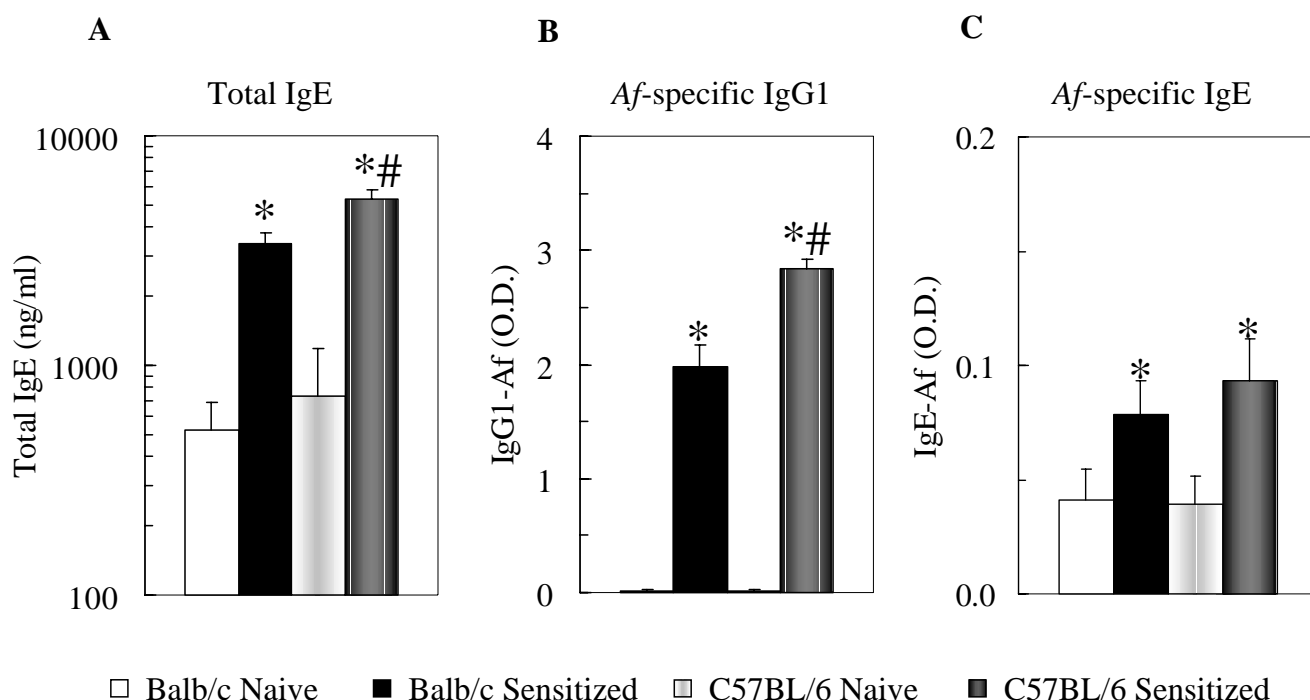 A
B
C
Total IgE
Af-specific IgG1
Af-specific IgE
Total IgE (ng/ml)
10000
1000
100
*
*#
IgG1-Af (O.D.)
4
3
2
1
0
*
*#
IgE-Af (O.D.)
0.2
0.1
0.0
*
*
Balb/c Naive
Balb/c Sensitized
C57BL/6 Naive
C57BL/6 Sensitized